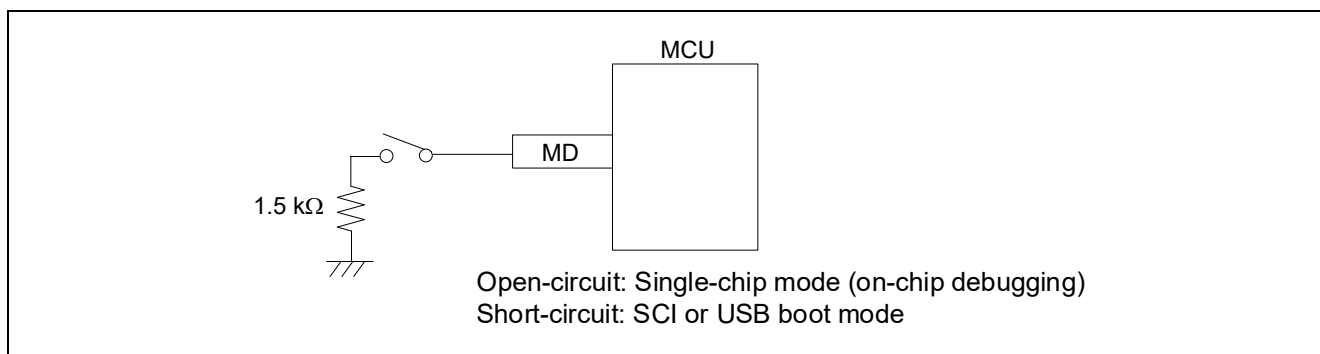 MCU
MD
1.5 kΩ
Open-circuit: Single-chip mode (on-chip debugging)
Short-circuit: SCI or USB boot mode